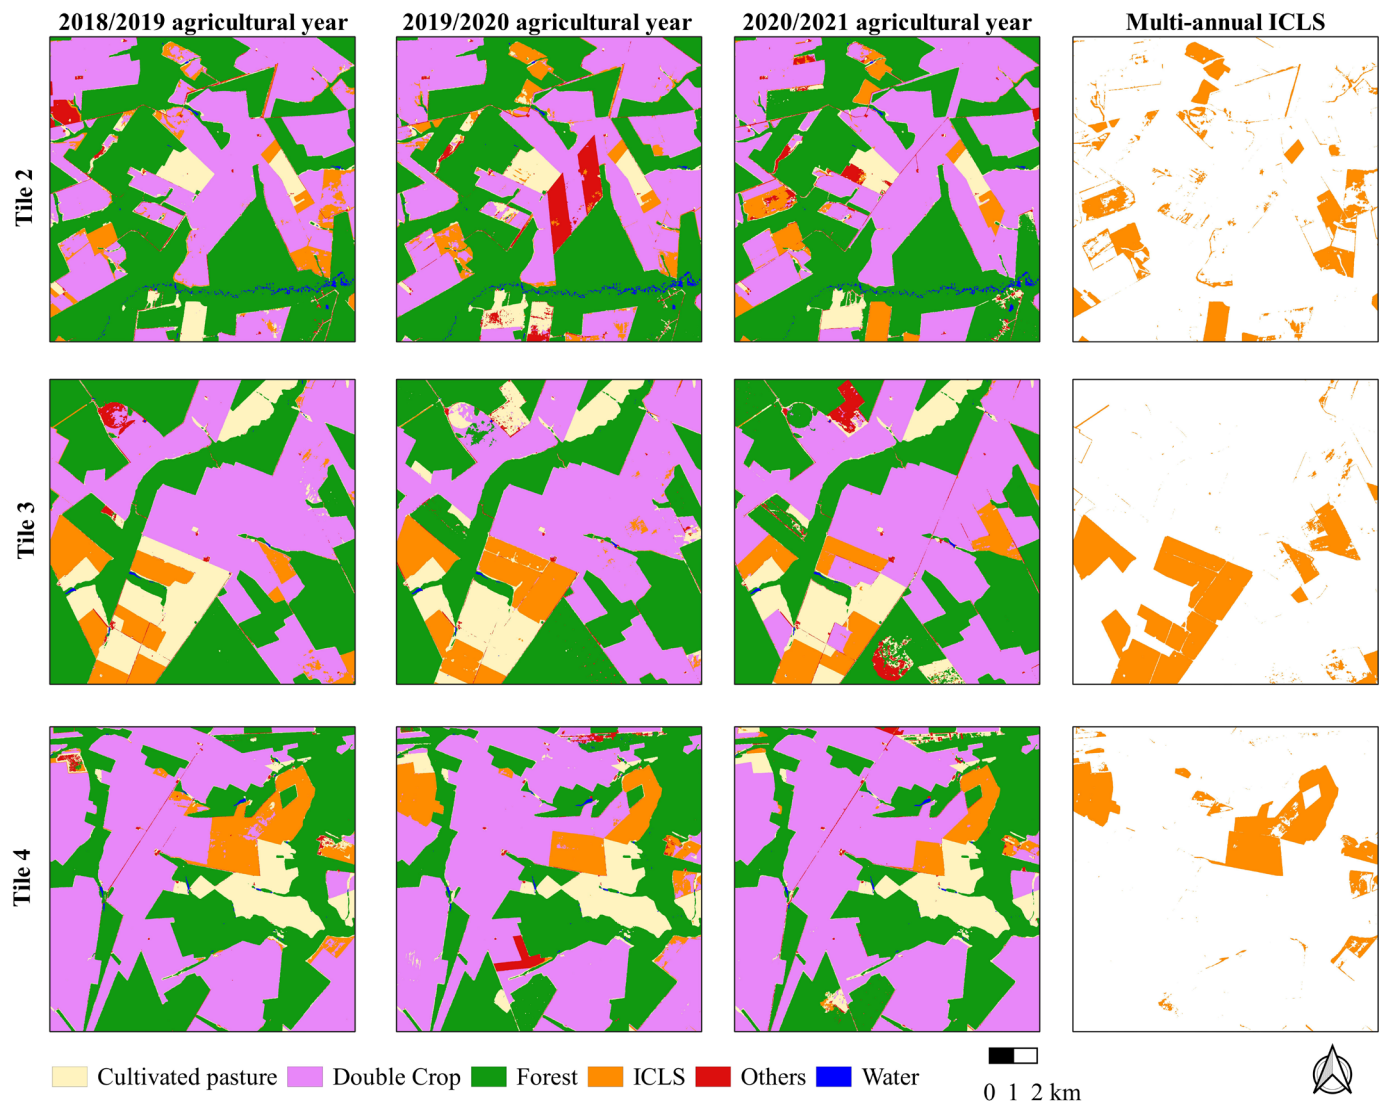 2018/2019 agricultural year
2019/2020 agricultural year
2020/2021 agricultural year
Multi-annual ICLS
Tile 2
Tile 3
Tile 4
Cultivated pasture
Double Crop
Forest
ICLS
Others
Water
0 1 2 km